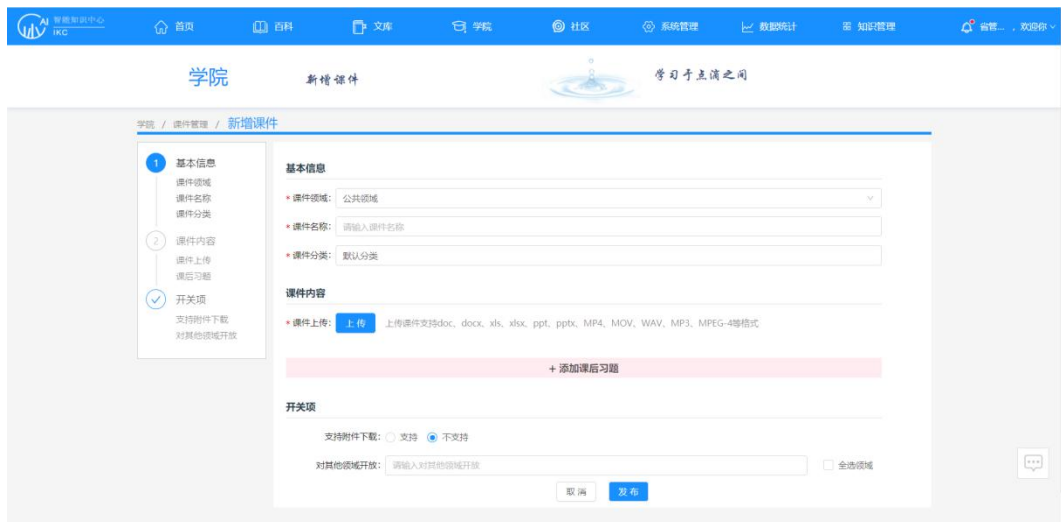 AI 智能知识中心
iKC
首页 百科 文库 学院 社区 系统管理 数据统计 知识管理 省管... ，欢迎你
学院 新增课件 学习于点滴之间
学院 / 课件管理 / 新增课件
1 基本信息
课件领域
课件名称
课件分类
2 课件内容
课件上传
课后习题
开关项
支持附件下载
对其他领域开放
基本信息
* 课件领域: 公共领域
* 课件名称: 请输入课件名称
* 课件分类: 默认分类
课件内容
* 课件上传: 上传 上传课件支持doc、docx、xls、xlsx、ppt、pptx、MP4、MOV、WAV、MP3、MPEG-4等格式
+ 添加课后习题
开关项
支持附件下载: 支持 不支持
对其他领域开放: 请输入对其他领域开放 全选领域
取消 发布